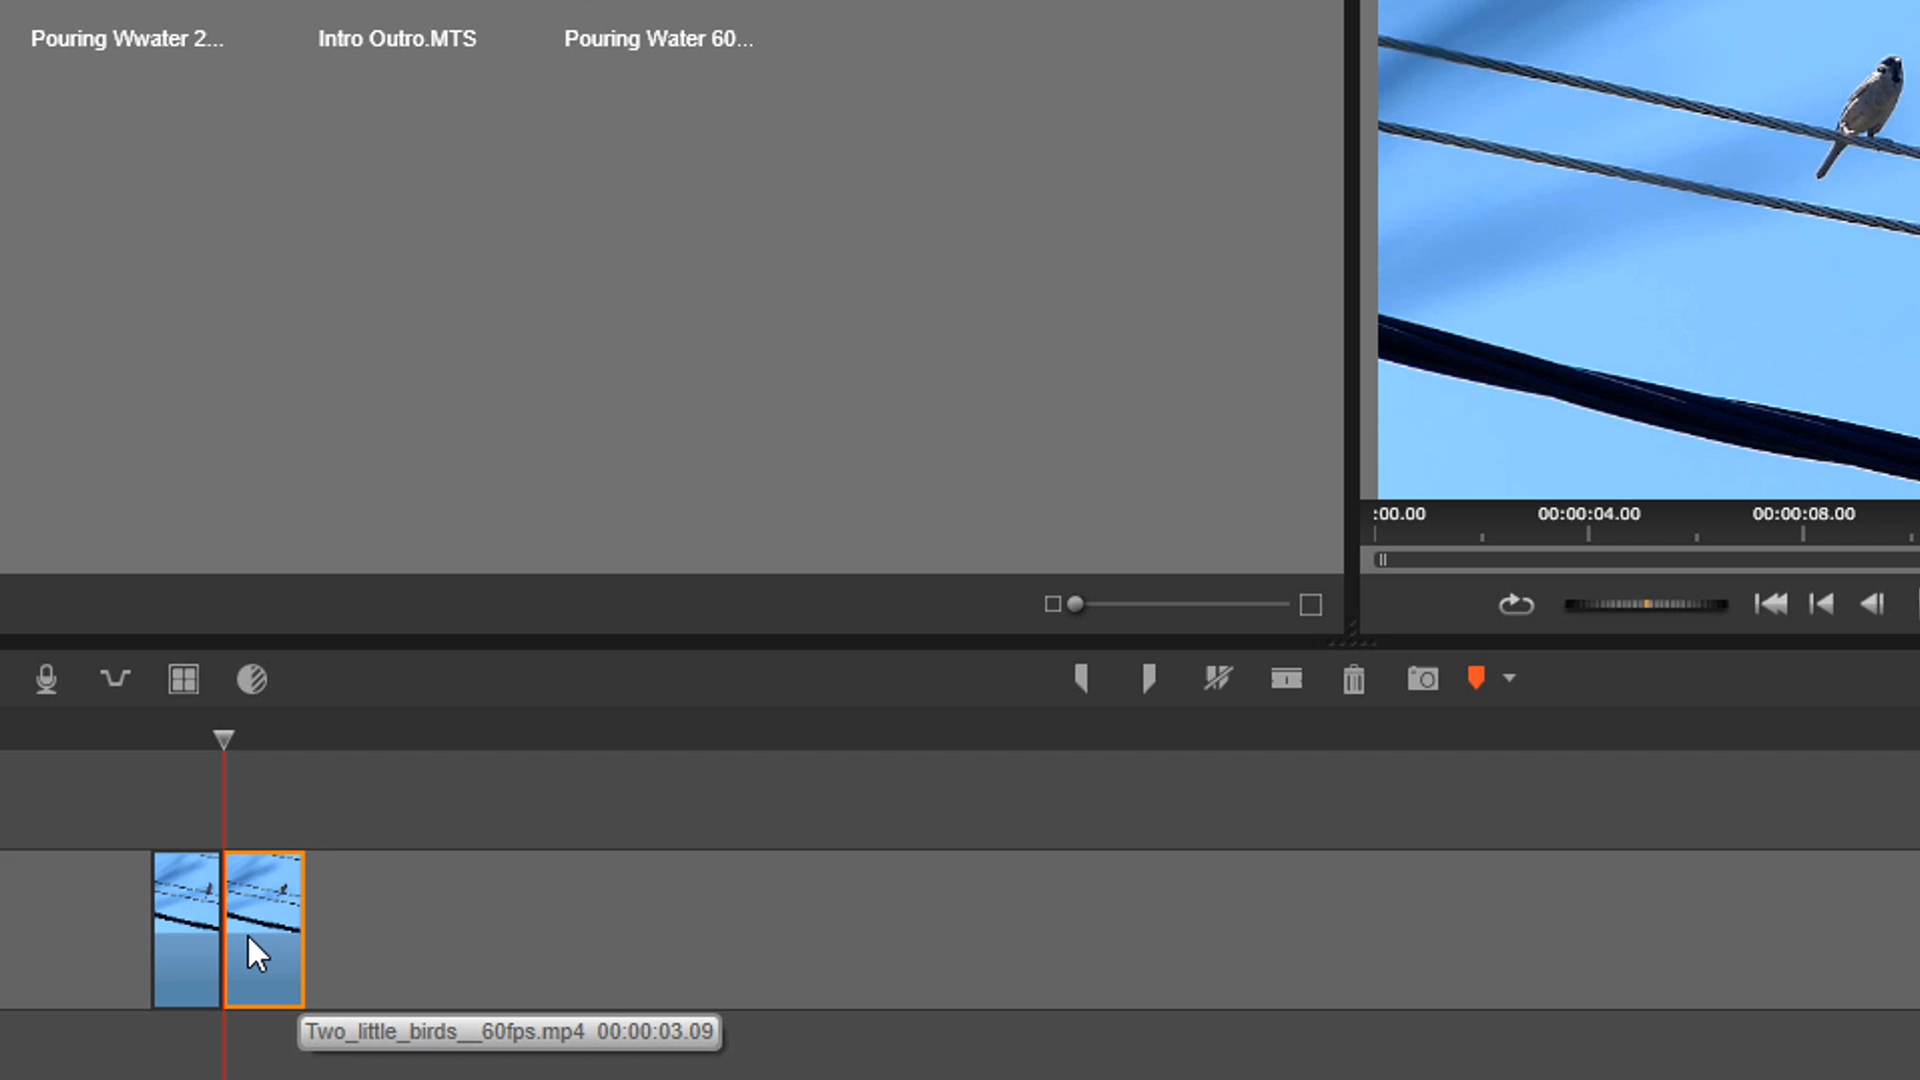 Pouring Wwater 2...
Intro Outro.MTS
Pouring Water 60...
:00.00
00:00:04.00
00:00:08.00
Two_little_birds__60fps.mp4 00:00:03.09